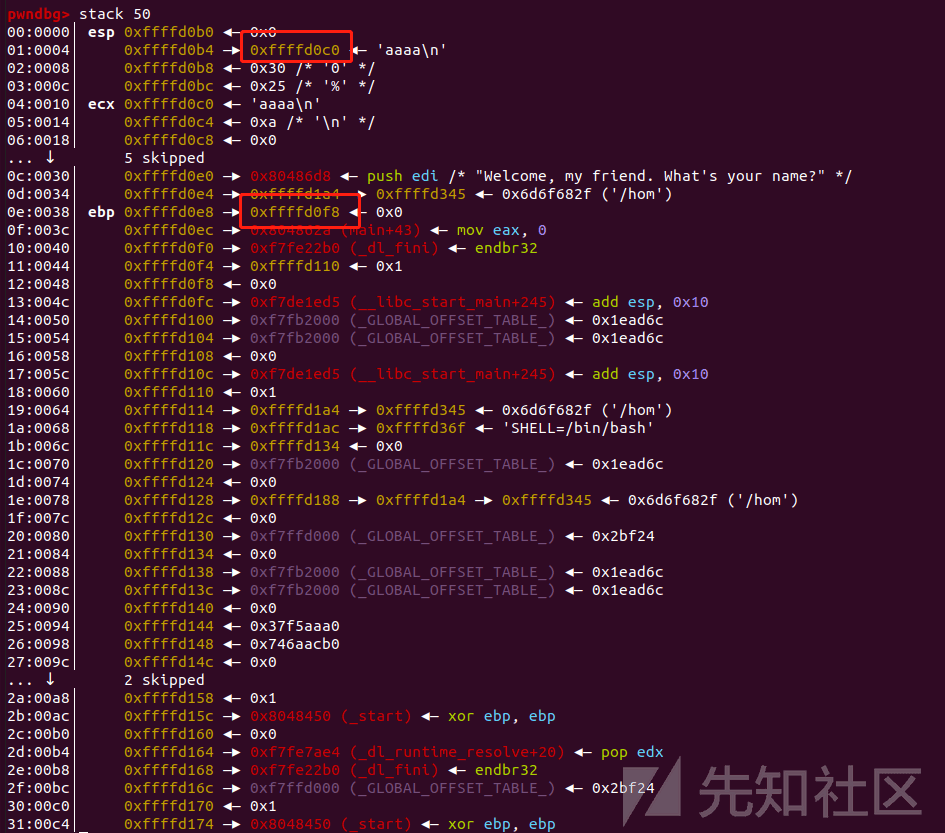 pwndbg> stack 50
00:0000│ esp 0xffffd0b0 ◂— 0x0
01:0004│     0xffffd0b4 —▸ 0xffffd0c0 ◂— 'aaaa\n'
02:0008│     0xffffd0b8 ◂— 0x30 /* '0' */
03:000c│     0xffffd0bc ◂— 0x25 /* '%' */
04:0010│ ecx 0xffffd0c0 ◂— 'aaaa\n'
05:0014│     0xffffd0c4 ◂— 0xa /* '\n' */
06:0018│     0xffffd0c8 ◂— 0x0
... ↓        5 skipped
0c:0030│     0xffffd0e0 —▸ 0x80486d8 ◂— push edi /* "Welcome, my friend. What's your name?" */
0d:0034│     0xffffd0e4 —▸ 0xffffd1a4 —▸ 0xffffd345 ◂— 0x6d6f682f ('/hom')
0e:0038│ ebp 0xffffd0e8 —▸ 0xffffd0f8 ◂— 0x0
0f:003c│     0xffffd0ec —▸ 0x804862a (main+43) ◂— mov eax, 0
10:0040│     0xffffd0f0 —▸ 0xf7fe22b0 (_dl_fini) ◂— endbr32
11:0044│     0xffffd0f4 —▸ 0xffffd110 ◂— 0x1
12:0048│     0xffffd0f8 ◂— 0x0
13:004c│     0xffffd0fc —▸ 0xf7de1ed5 (__libc_start_main+245) ◂— add esp, 0x10
14:0050│     0xffffd100 —▸ 0xf7fb2000 (_GLOBAL_OFFSET_TABLE_) ◂— 0x1ead6c
15:0054│     0xffffd104 —▸ 0xf7fb2000 (_GLOBAL_OFFSET_TABLE_) ◂— 0x1ead6c
16:0058│     0xffffd108 ◂— 0x0
17:005c│     0xffffd10c —▸ 0xf7de1ed5 (__libc_start_main+245) ◂— add esp, 0x10
18:0060│     0xffffd110 ◂— 0x1
19:0064│     0xffffd114 —▸ 0xffffd1a4 —▸ 0xffffd345 ◂— 0x6d6f682f ('/hom')
1a:0068│     0xffffd118 —▸ 0xffffd1ac —▸ 0xffffd36f ◂— 'SHELL=/bin/bash'
1b:006c│     0xffffd11c —▸ 0xffffd134 ◂— 0x0
1c:0070│     0xffffd120 —▸ 0xf7fb2000 (_GLOBAL_OFFSET_TABLE_) ◂— 0x1ead6c
1d:0074│     0xffffd124 ◂— 0x0
1e:0078│     0xffffd128 —▸ 0xffffd188 —▸ 0xffffd1a4 —▸ 0xffffd345 ◂— 0x6d6f682f ('/hom')
1f:007c│     0xffffd12c ◂— 0x0
20:0080│     0xffffd130 —▸ 0xf7ffd000 (_GLOBAL_OFFSET_TABLE_) ◂— 0x2bf24
21:0084│     0xffffd134 ◂— 0x0
22:0088│     0xffffd138 —▸ 0xf7fb2000 (_GLOBAL_OFFSET_TABLE_) ◂— 0x1ead6c
23:008c│     0xffffd13c —▸ 0xf7fb2000 (_GLOBAL_OFFSET_TABLE_) ◂— 0x1ead6c
24:0090│     0xffffd140 ◂— 0x0
25:0094│     0xffffd144 ◂— 0x37f5aaa0
26:0098│     0xffffd148 ◂— 0x746aacb0
27:009c│     0xffffd14c ◂— 0x0
... ↓        2 skipped
2a:00a8│     0xffffd158 ◂— 0x1
2b:00ac│     0xffffd15c —▸ 0x8048450 (_start) ◂— xor ebp, ebp
2c:00b0│     0xffffd160 ◂— 0x0
2d:00b4│     0xffffd164 —▸ 0xf7fe7ae4 (_dl_runtime_resolve+20) ◂— pop edx
2e:00b8│     0xffffd168 —▸ 0xf7fe22b0 (_dl_fini) ◂— endbr32
2f:00bc│     0xffffd16c —▸ 0xf7ffd000 (_GLOBAL_OFFSET_TABLE_) ◂— 0x2bf24
30:00c0│     0xffffd170 ◂— 0x1
31:00c4│     0xffffd174 —▸ 0x8048450 (_start) ◂— xor ebp, ebp
先知社区